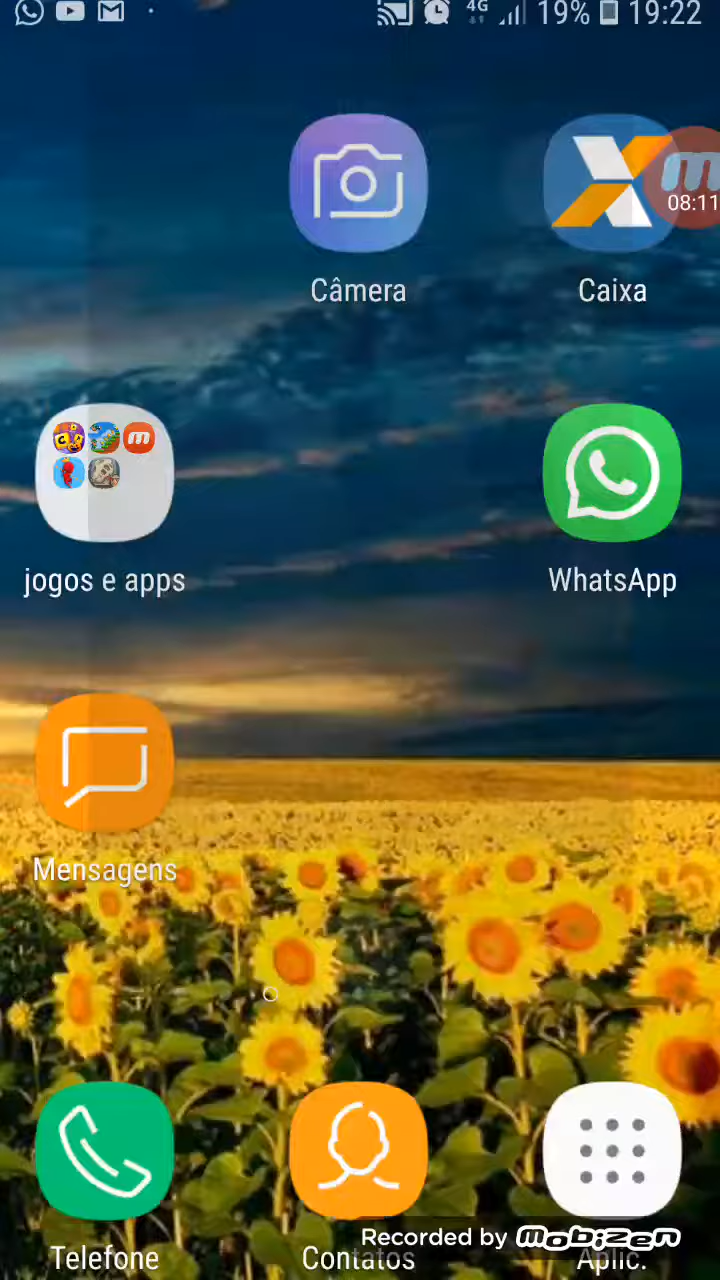 4G 19% 19:22
08:11
Câmera Caixa
jogos e apps WhatsApp
Mensagens
Recorded by mobizen
Telefone Contatos Aplic.